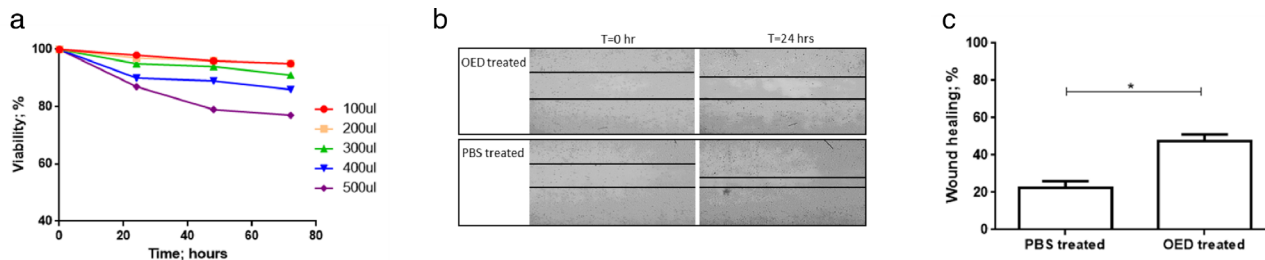 a
100
80
60
40
Viability; %
0
20
40
60
80
Time; hours
100ul
200ul
300ul
400ul
500ul
b
T=0 hr
T=24 hrs
OED treated
PBS treated
c
100
80
60
40
20
0
Wound healing; %
*
PBS treated
OED treated